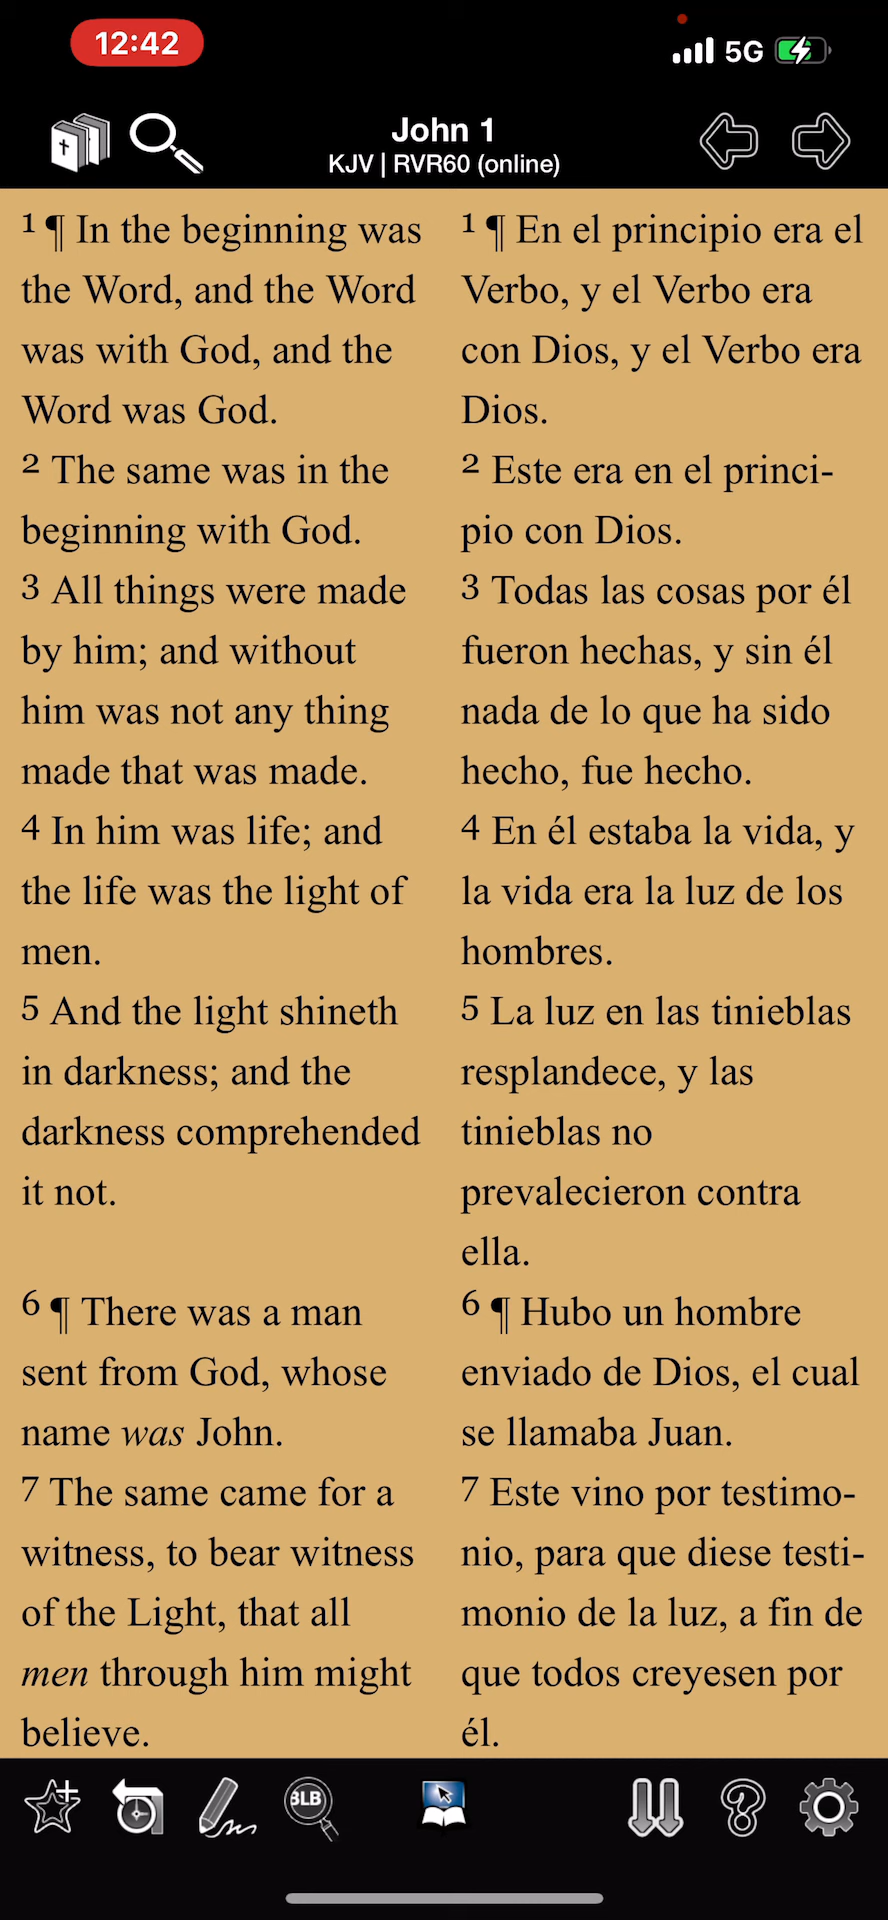 12:42
5G
John 1
KJV | RVR60 (online)
1 ¶ In the beginning was
the Word, and the Word
was with God, and the
Word was God.
2 The same was in the
beginning with God.
3 All things were made
by him; and without
him was not any thing
made that was made.
4 In him was life; and
the life was the light of
men.
5 And the light shineth
in darkness; and the
darkness comprehended
it not.
6 ¶ There was a man
sent from God, whose
name was John.
7 The same came for a
witness, to bear witness
of the Light, that all
men through him might
believe.
1 ¶ En el principio era el
Verbo, y el Verbo era
con Dios, y el Verbo era
Dios.
2 Este era en el princi-
pio con Dios.
3 Todas las cosas por él
fueron hechas, y sin él
nada de lo que ha sido
hecho, fue hecho.
4 En él estaba la vida, y
la vida era la luz de los
hombres.
5 La luz en las tinieblas
resplandece, y las
tinieblas no
prevalecieron contra
ella.
6 ¶ Hubo un hombre
enviado de Dios, el cual
se llamaba Juan.
7 Este vino por testimo-
nio, para que diese testi-
monio de la luz, a fin de
que todos creyesen por
él.
BLB